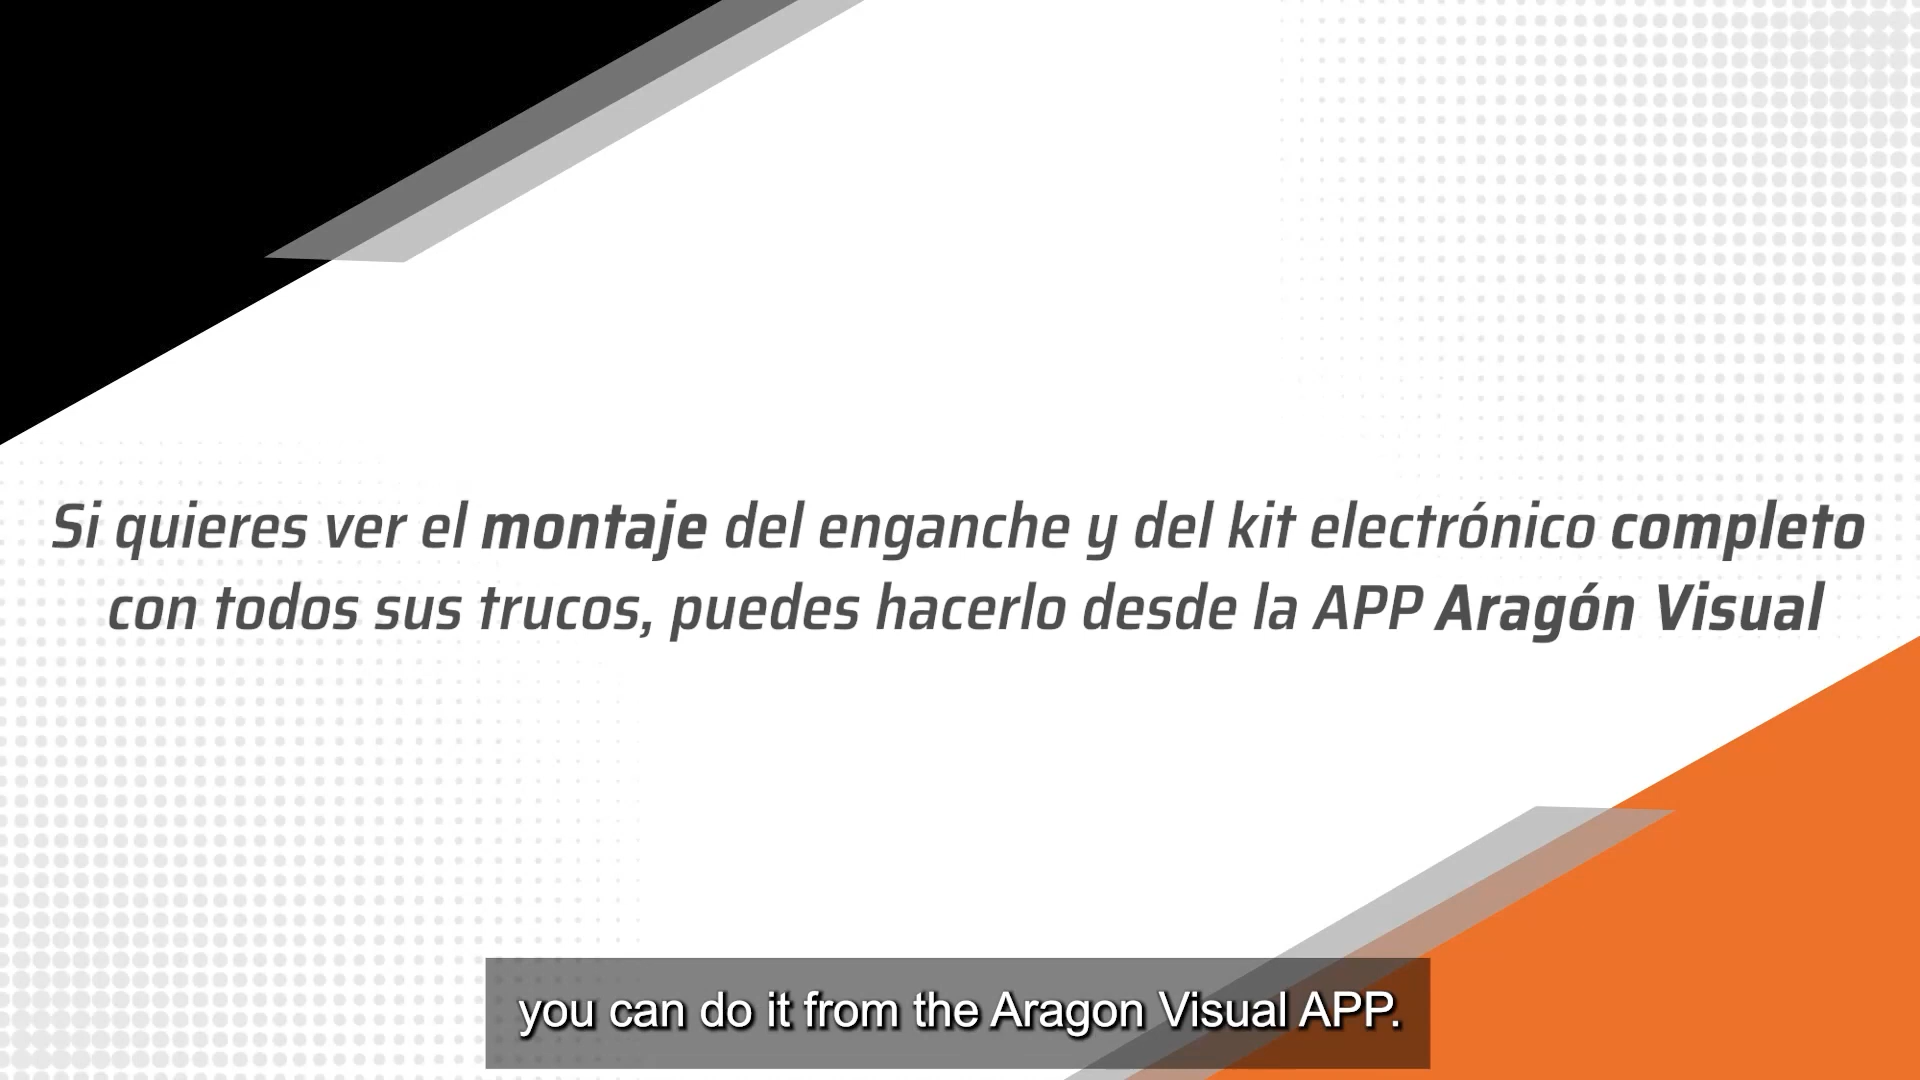 Si quieres ver el montaje del enganche y del kit electrónico completo
con todos sus trucos, puedes hacerlo desde la APP Aragón Visual
you can do it from the Aragon Visual APP.